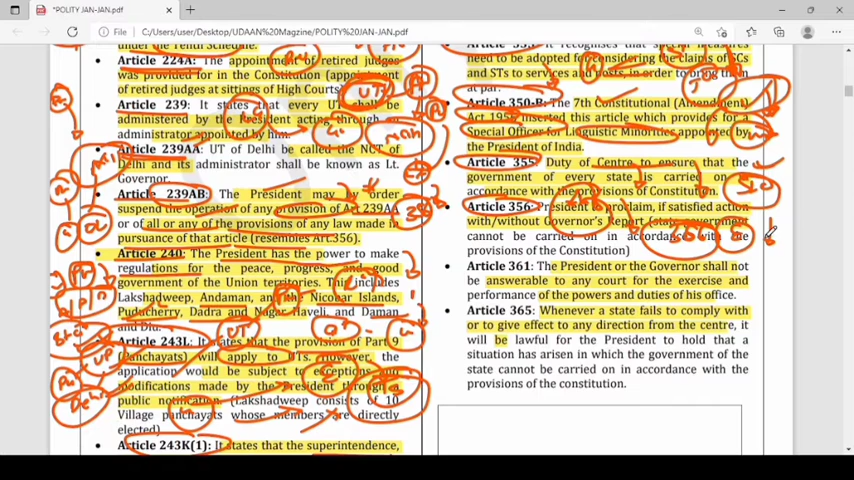 POLITY JAN-JAN.pdf
File | C:/Users/user/Desktop/UDAAN%20Magzine/POLITY%20JAN-JAN.pdf
under the Tenth Schedule.
Article 224A: The appointment of retired judges
was provided for in the Constitution (appointment
of retired judges at sittings of High Courts)
Article 239: It states that every UT shall be
administered by the President acting through
administrator appointed by him.
Article 239AA: UT of Delhi be called the NCT of
Delhi and its administrator shall be known as Lt.
Governor.
Article 239AB: The President may by order
suspend the operation of any provision of Art 239AA
or of all or any of the provisions of any law made in
pursuance of that article (resembles Art.356).
Article 240: The President has the power to make
regulations for the peace, progress, and good
government of the Union territories. This includes
Lakshadweep, Andaman, and the Nicobar Islands,
Puducherry, Dadra and Nagar Haveli, and Daman
and Diu.
Article 243L: It states that the provision of Part 9
(Panchayats) will apply to UTs. However, the
application would be subject to exceptions and
modifications made by the President through a
public notification. (Lakshadweep consists of 10
Village panchayats whose members are directly
elected)
Article 243K(1): It states that the superintendence,
It recognises that special measures
need to be adopted for considering the claims of SCs
and STs to services and posts, in order to bring them
at par.
Article 350-B: The 7th Constitutional (Amendment)
Act 1956 inserted this article which provides for a
Special Officer for Linguistic Minorities appointed by
the President of India.
Article 355: Duty of Centre to ensure that the
government of every state is carried on in
accordance with the provisions of Constitution.
Article 356: President to proclaim, if satisfied action
with/without Governor's Report (state government
cannot be carried on in accordance with the
provisions of Constitution)
Article 361: The President or the Governor shall not
be answerable to any court for the exercise and
performance of the powers and duties of his office.
Article 365: Whenever a state fails to comply with
or to give effect to any direction from the centre, it
will be lawful for the President to hold that a
situation has arisen in which the government of the
state cannot be carried on in accordance with the
provisions of the constitution.